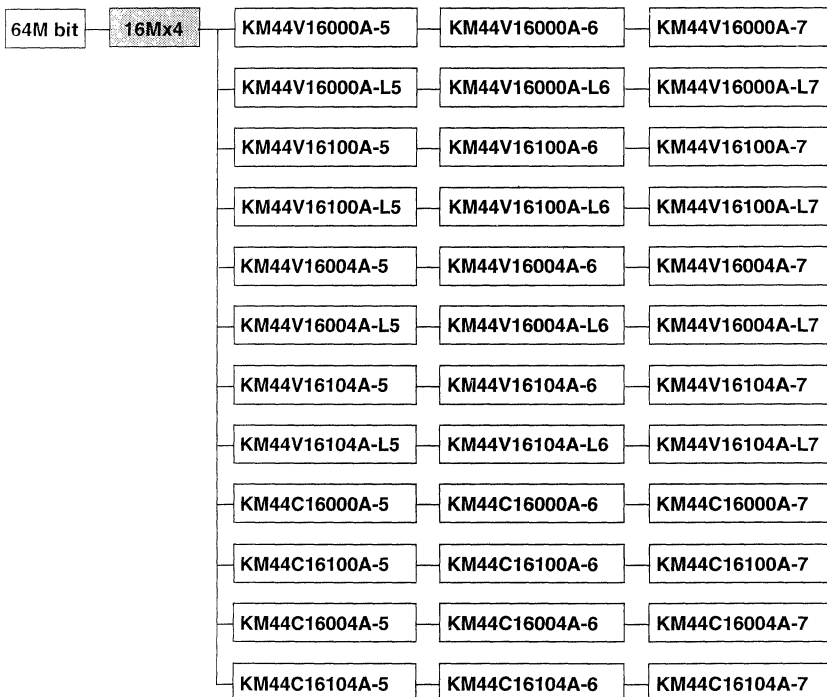 64M bit 16Mx4 KM44V16000A-5 KM44V16000A-6 KM44V16000A-7
KM44V16000A-L5 KM44V16000A-L6 KM44V16000A-L7
KM44V16100A-5 KM44V16100A-6 KM44V16100A-7
KM44V16100A-L5 KM44V16100A-L6 KM44V16100A-L7
KM44V16004A-5 KM44V16004A-6 KM44V16004A-7
KM44V16004A-L5 KM44V16004A-L6 KM44V16004A-L7
KM44V16104A-5 KM44V16104A-6 KM44V16104A-7
KM44V16104A-L5 KM44V16104A-L6 KM44V16104A-L7
KM44C16000A-5 KM44C16000A-6 KM44C16000A-7
KM44C16100A-5 KM44C16100A-6 KM44C16100A-7
KM44C16004A-5 KM44C16004A-6 KM44C16004A-7
KM44C16104A-5 KM44C16104A-6 KM44C16104A-7